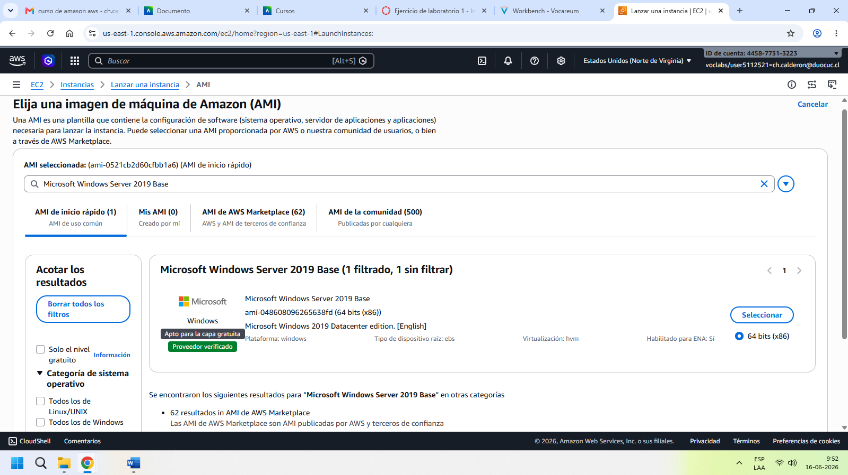 curso de amazon aws - ch.c
Documento
Cursos
Ejercicio de laboratorio 1 - In
Workbench - Vocareum
Lanzar una instancia | EC2 | u
us-east-1.console.aws.amazon.com/ec2/home?region=us-east-1#LaunchInstances:
aws
Buscar
[Alt+S]
Estados Unidos (Norte de Virginia)
ID de cuenta: 4458-7731-3223
voclabs/user5112521=ch.calderon@duocuc.cl
EC2
Instancias
Lanzar una instancia
AMI
Elija una imagen de máquina de Amazon (AMI)
Cancelar
Una AMI es una plantilla que contiene la configuración de software (sistema operativo, servidor de aplicaciones y aplicaciones)
necesaria para lanzar la instancia. Puede seleccionar una AMI proporcionada por AWS o nuestra comunidad de usuarios, o bien
a través de AWS Marketplace.
AMI seleccionada: (ami-0521cb2d60cfbb1a6) (AMI de inicio rápido)
Microsoft Windows Server 2019 Base
AMI de inicio rápido (1)
AMI de uso común
Mis AMI (0)
Creado por mí
AMI de AWS Marketplace (62)
AWS y AMI de terceros de confianza
AMI de la comunidad (500)
Publicadas por cualquiera
Acotar los
resultados
Borrar todos los
filtros
Solo el nivel
gratuito
Información
Categoría de sistema
operativo
Todos los de
Linux/UNIX
Todos los de Windows
Microsoft Windows Server 2019 Base (1 filtrado, 1 sin filtrar)
1
Microsoft
Windows
Apto para la capa gratuita
Proveedor verificado
Microsoft Windows Server 2019 Base
ami-048608096265638fd (64 bits (x86))
Microsoft Windows 2019 Datacenter edition. [English]
Plataforma: windows
Tipo de dispositivo raíz: ebs
Virtualización: hvm
Habilitado para ENA: Sí
Seleccionar
64 bits (x86)
Se encontraron los siguientes resultados para "Microsoft Windows Server 2019 Base" en otras categorías
62 results in AMI de AWS Marketplace
Las AMI de AWS Marketplace son AMI publicadas por AWS y terceros de confianza
CloudShell
Comentarios
© 2026, Amazon Web Services, Inc. o sus filiales.
Privacidad
Términos
Preferencias de cookies
ESP
LAA
9:52
16-06-2026